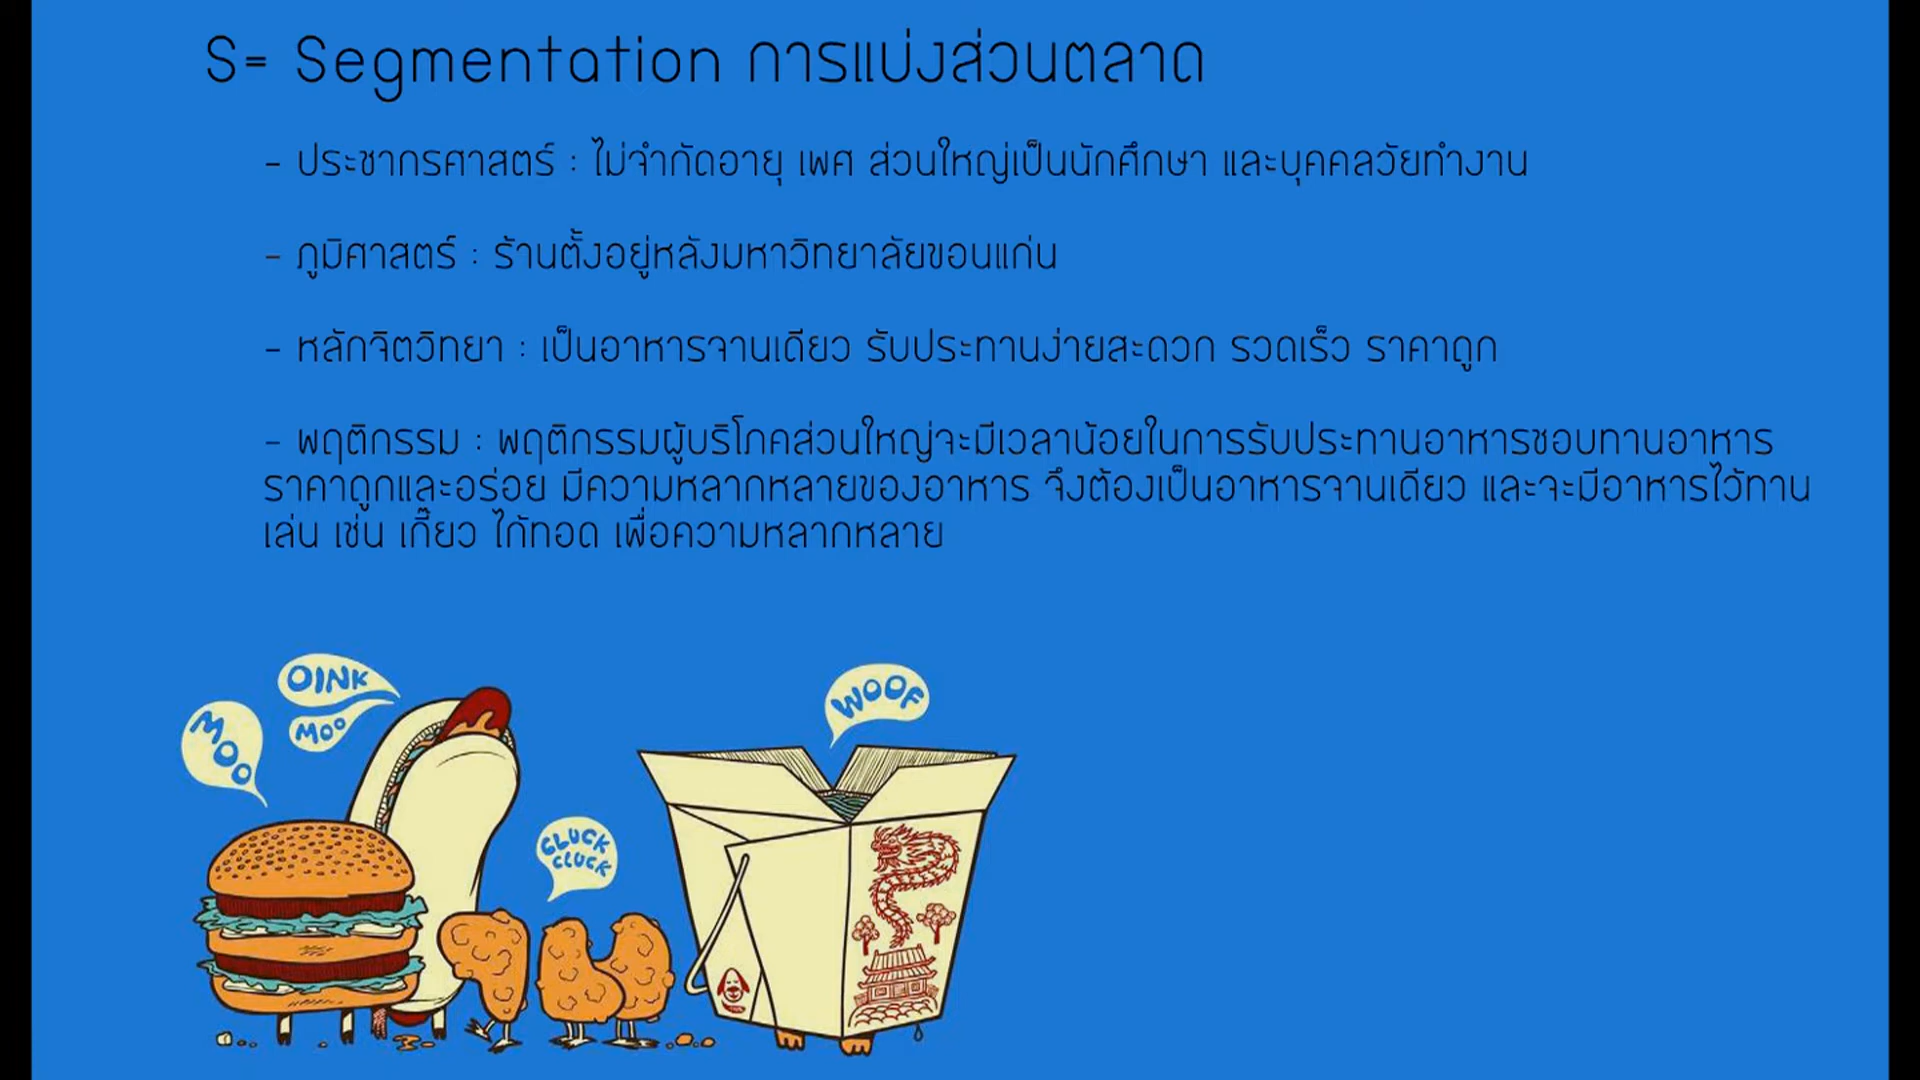 S= Segmentation การแบ่งส่วนตลาด
- ประชากรศาสตร์ : ไม่จำกัดอายุ เพศ ส่วนใหญ่เป็นนักศึกษา และบุคคลวัยทำงาน
- ภูมิศาสตร์ : ร้านตั้งอยู่หลังมหาวิทยาลัยขอนแก่น
- หลักจิตวิทยา : เป็นอาหารจานเดียว รับประทานง่ายสะดวก รวดเร็ว ราคาถูก
- พฤติกรรม : พฤติกรรมผู้บริโภคส่วนใหญ่จะมีเวลาน้อยในการรับประทานอาหารชอบทานอาหาร
ราคาถูกและอร่อย มีความหลากหลายของอาหาร จึงต้องเป็นอาหารจานเดียว และจะมีอาหารไว้ทาน
เล่น เช่น เกี๊ยว ไก้ทอด เพื่อความหลากหลาย
OINK
MOO
MOO
WOOF
CLUCK
CLUCK